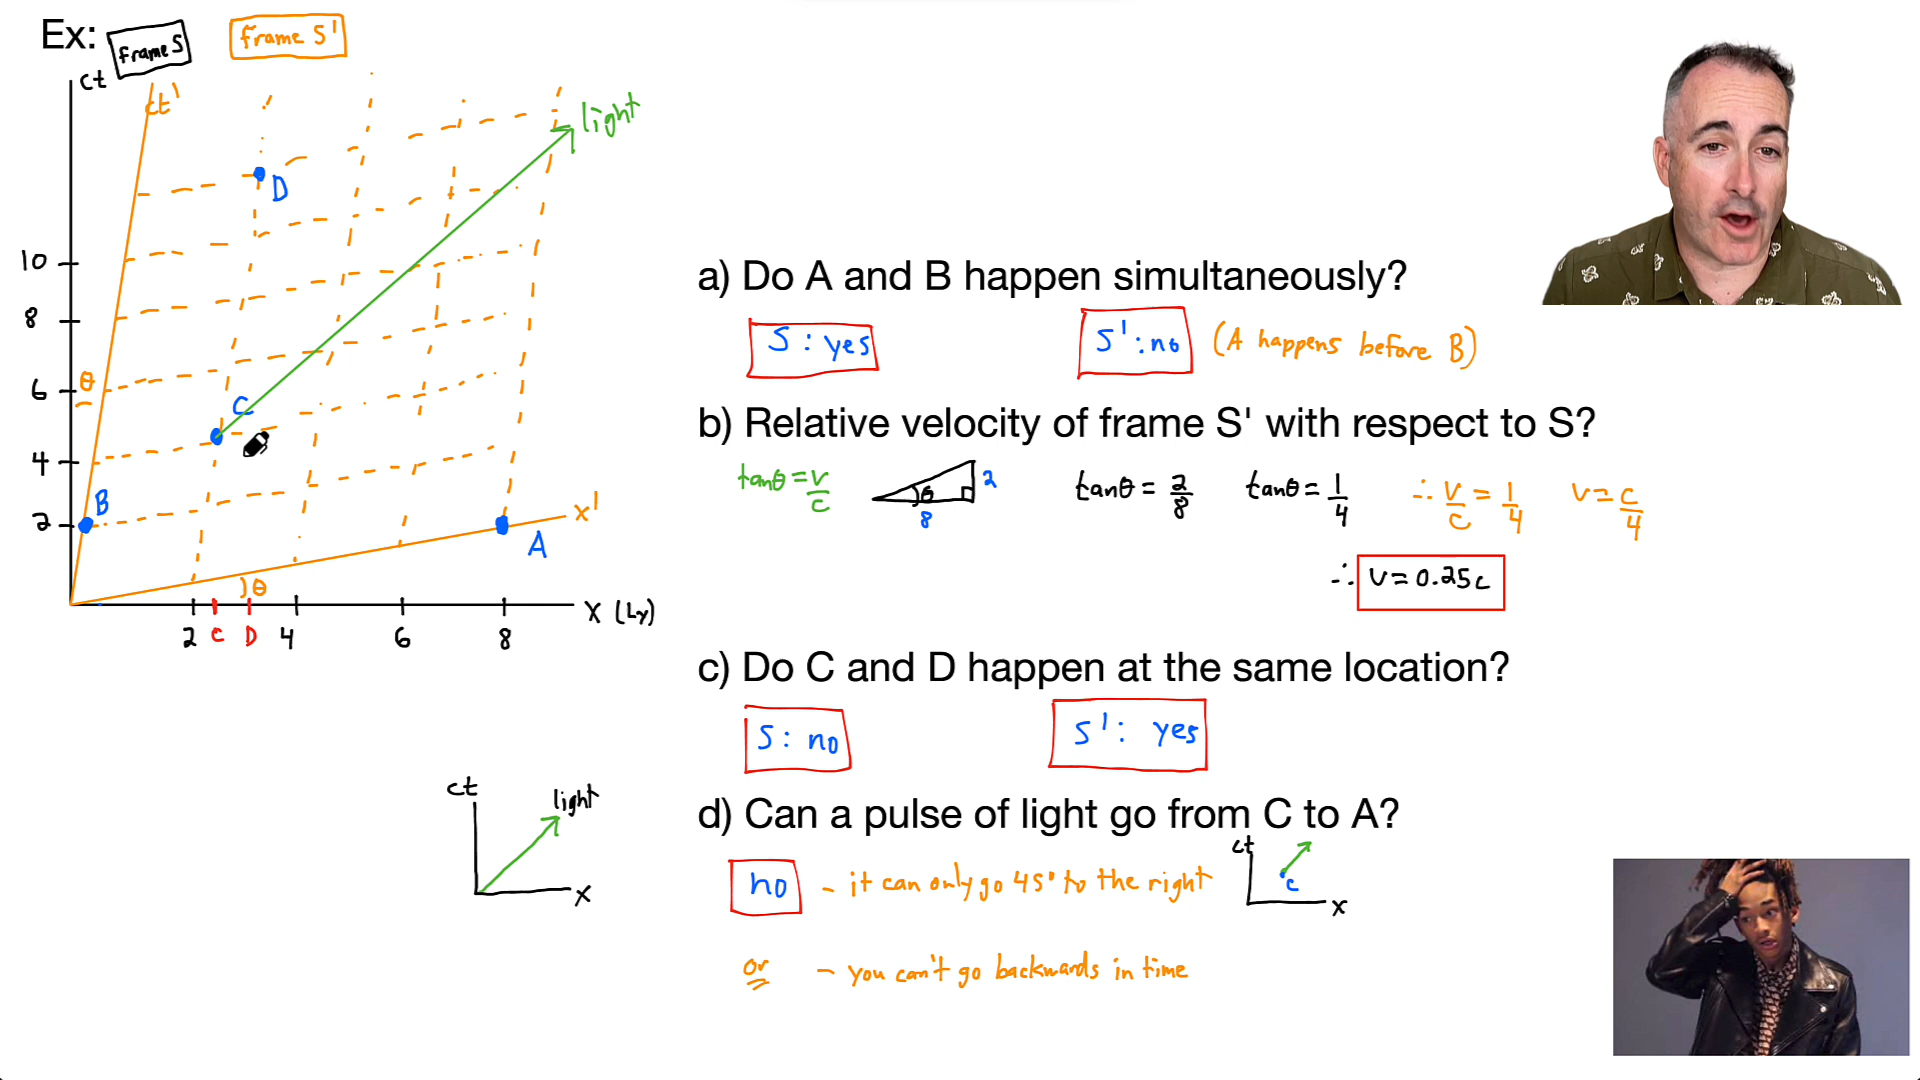 Ex:
frame S
frame S'
ct
ct'
light
D
10
8
θ
6
C
4
B
2
x'
A
θ
x (Ly)
2 C D 4 6 8
a) Do A and B happen simultaneously?
S : yes
S' : no
(A happens before B)
b) Relative velocity of frame S' with respect to S?
tanθ = v/c
θ
2
8
tanθ = 2/8
tanθ = 1/4
∴ v/c = 1/4
v = c/4
∴ v = 0.25c
c) Do C and D happen at the same location?
S : no
S' : yes
ct
light
x
d) Can a pulse of light go from C to A?
no - it can only go 45° to the right
ct
c
x
or - you can't go backwards in time